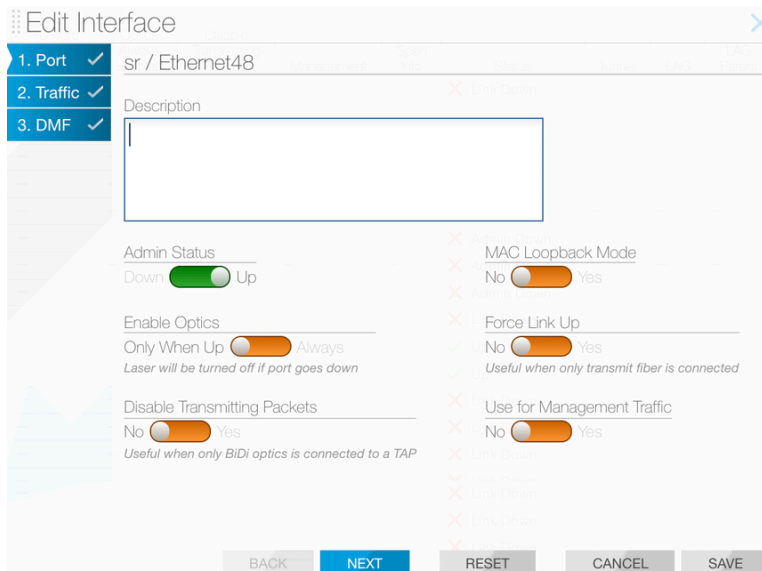 Edit Interface
1. Port
sr / Ethernet48
2. Traffic
3. DMF
Description
Admin Status
Down Up
MAC Loopback Mode
No Yes
Enable Optics
Only When Up Always
Laser will be turned off if port goes down
Force Link Up
No Yes
Useful when only transmit fiber is connected
Disable Transmitting Packets
No Yes
Useful when only BiDi optics is connected to a TAP
Use for Management Traffic
No Yes
BACK NEXT RESET CANCEL SAVE